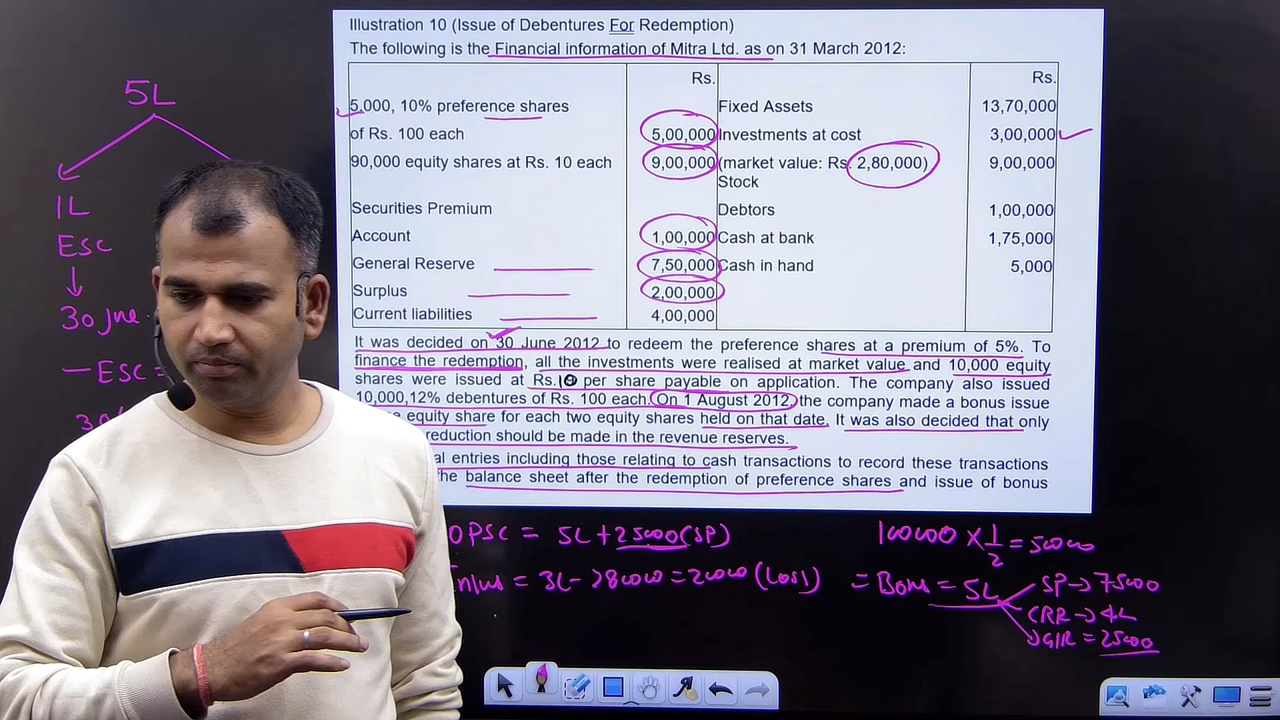 Illustration 10 (Issue of Debentures For Redemption)
The following is the Financial information of Mitra Ltd. as on 31 March 2012:
Rs. Rs.
5,000, 10% preference shares Fixed Assets 13,70,000
of Rs. 100 each 5,00,000 Investments at cost 3,00,000
90,000 equity shares at Rs. 10 each 9,00,000 (market value: Rs. 2,80,000) 9,00,000
Stock
Securities Premium Debtors 1,00,000
Account 1,00,000 Cash at bank 1,75,000
General Reserve 7,50,000 Cash in hand 5,000
Surplus 2,00,000
Current liabilities 4,00,000
It was decided on 30 June 2012 to redeem the preference shares at a premium of 5%. To
finance the redemption, all the investments were realised at market value and 10,000 equity
shares were issued at Rs.10 per share payable on application. The company also issued
10,000,12% debentures of Rs. 100 each. On 1 August 2012, the company made a bonus issue
equity share for each two equity shares held on that date. It was also decided that only
reduction should be made in the revenue reserves.
al entries including those relating to cash transactions to record these transactions
the balance sheet after the redemption of preference shares and issue of bonus
5L
1L
ESC
30 June
- ESC =
OPSC = 5L + 25000 (SP)
= 3L - 280000 = 20000 (Loss)
100000 × 1/2 = 50000
= Bonus = 5L
SP → 75000
CRR → 4L
→ G/R = 25000